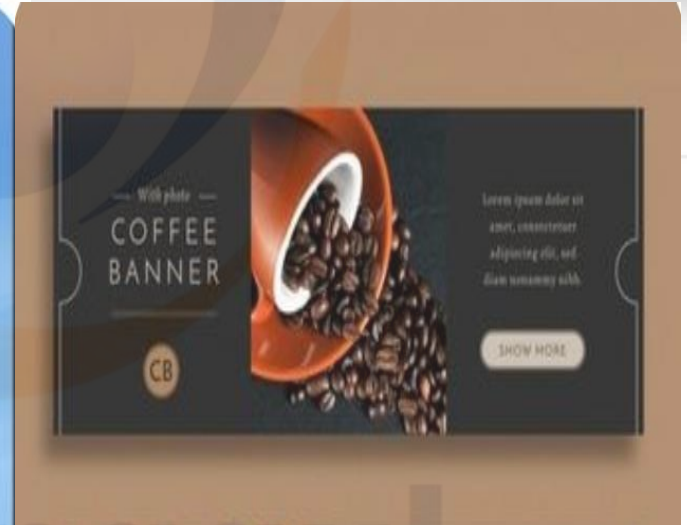 With photo
COFFEE
BANNER
CB
Lorem ipsum dolor sit
amet, consectetuer
adipiscing elit, sed
diam nonummy nibh.
SHOW MORE